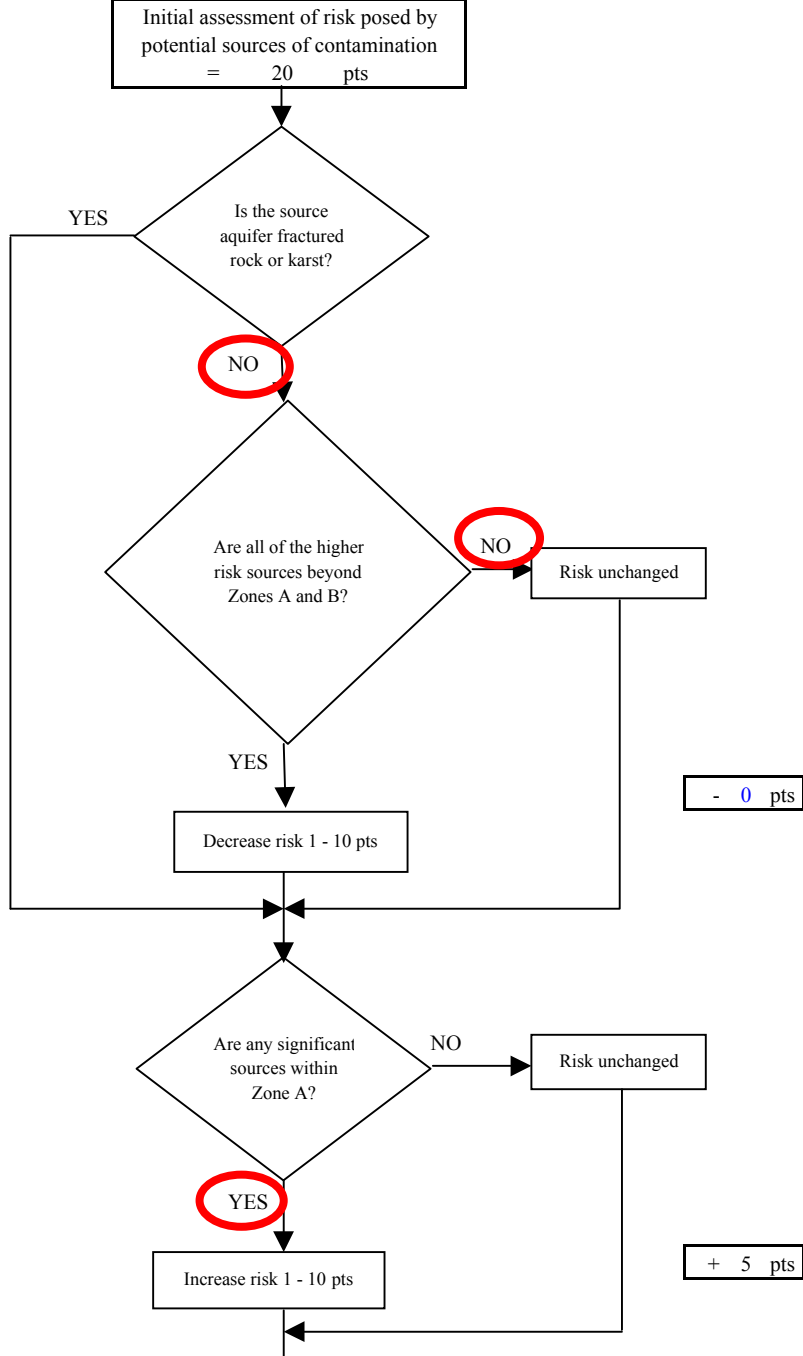 Initial assessment of risk posed by
potential sources of contamination
= 20 pts
YES
Is the source
aquifer fractured
rock or karst?
NO
Are all of the higher
risk sources beyond
Zones A and B?
NO
Risk unchanged
YES
- 0 pts
Decrease risk 1 - 10 pts
Are any significant
sources within
Zone A?
NO
Risk unchanged
YES
+ 5 pts
Increase risk 1 - 10 pts